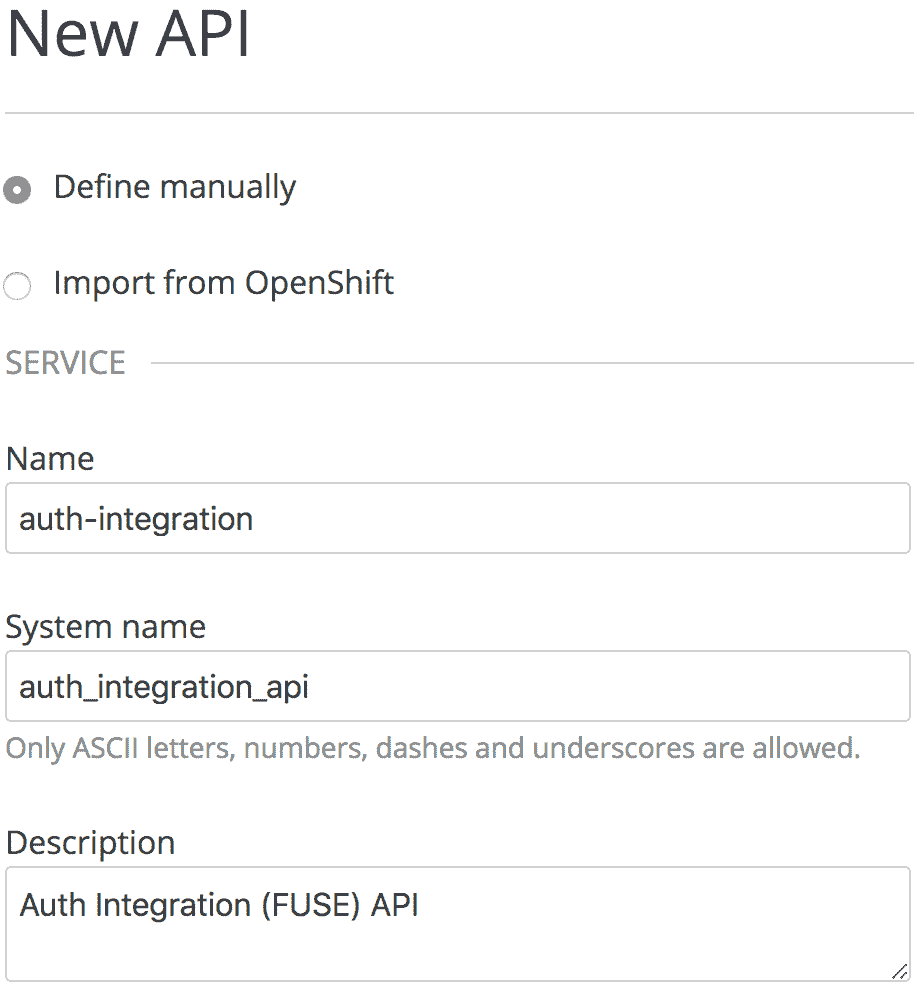 New API
Define manually
Import from OpenShift
SERVICE
Name
auth-integration
System name
auth_integration_api
Only ASCII letters, numbers, dashes and underscores are allowed.
Description
Auth Integration (FUSE) API